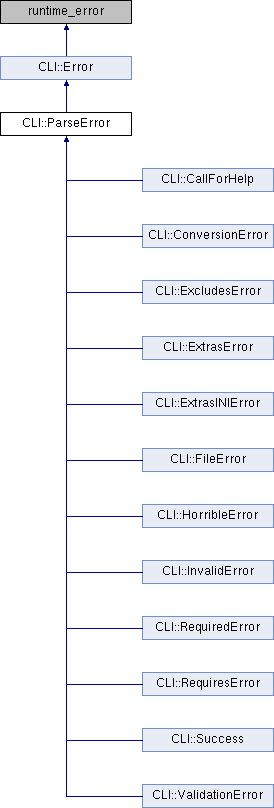 runtime_error
CLI::Error
CLI::ParseError
CLI::CallForHelp
CLI::ConversionError
CLI::ExcludesError
CLI::ExtrasError
CLI::ExtrasINIError
CLI::FileError
CLI::HorribleError
CLI::InvalidError
CLI::RequiredError
CLI::RequiresError
CLI::Success
CLI::ValidationError